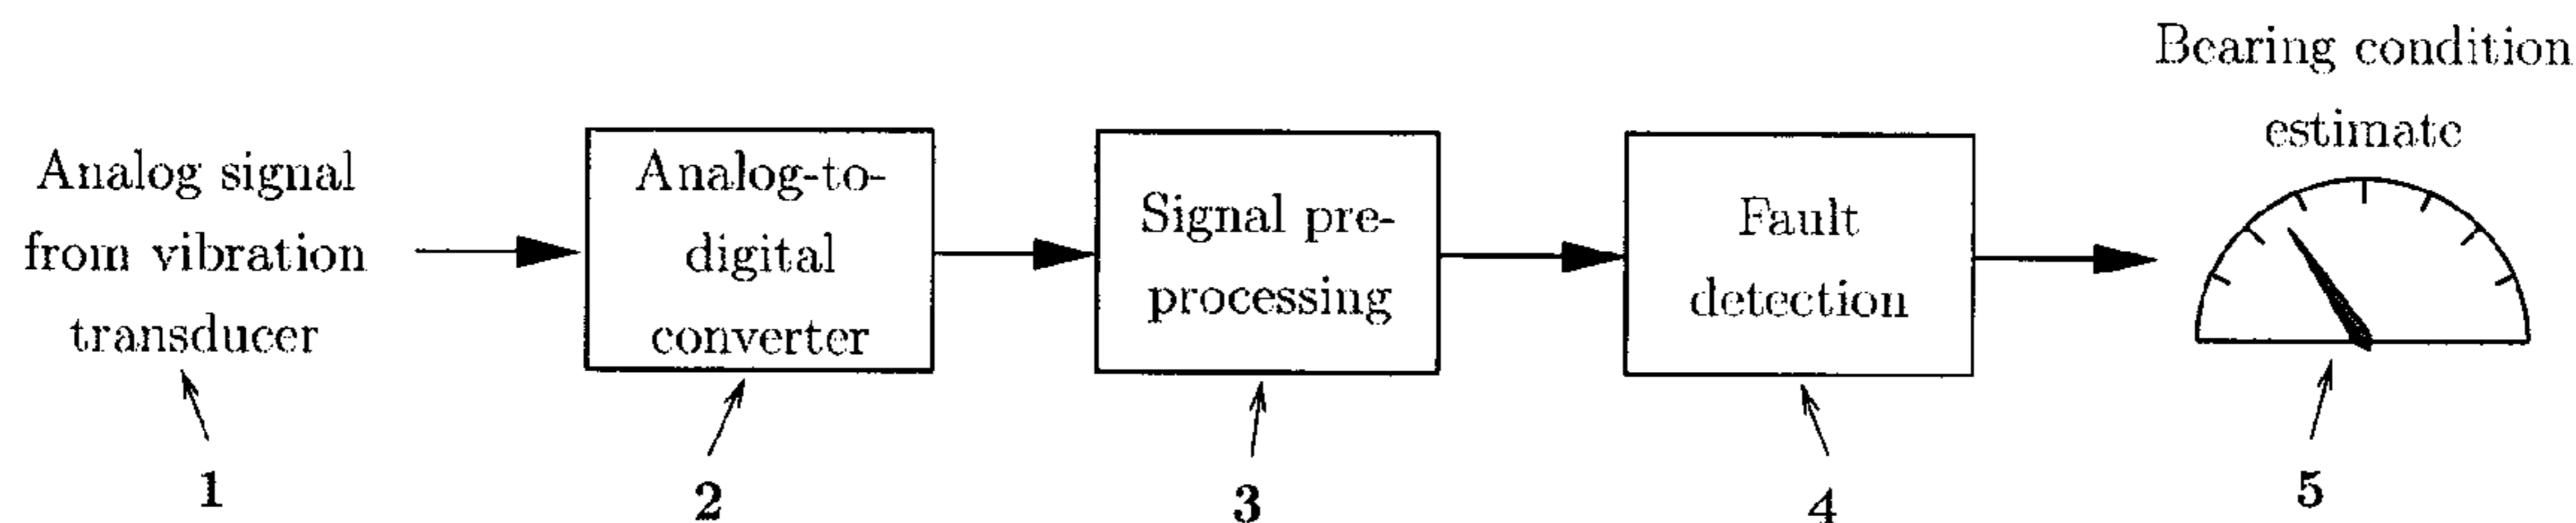 Analog signal
from vibration
transducer
Analog-to-
digital
converter
Signal pre-
processing
Fault
detection
Bearing condition
estimate
1
2
3
4
5